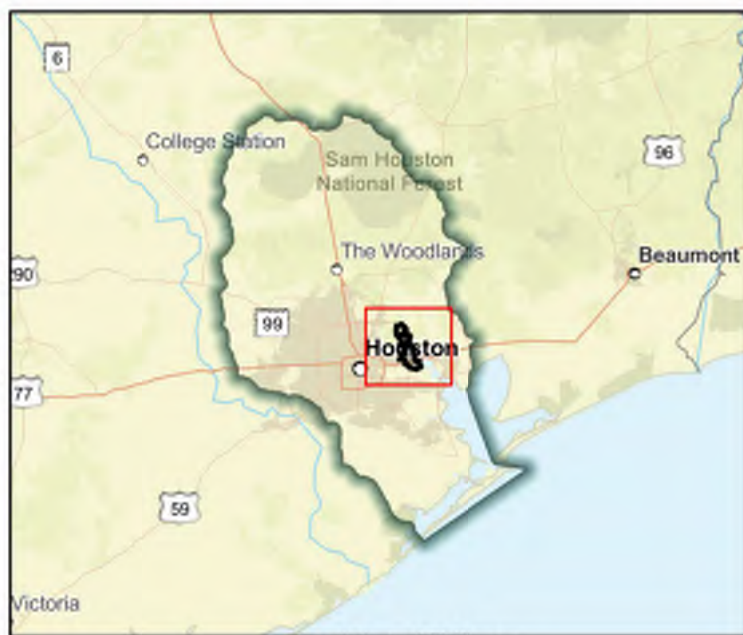 6
College Station
Sam Houston
National Forest
96
The Woodlands
Beaumont
90
99
Houston
77
59
Victoria